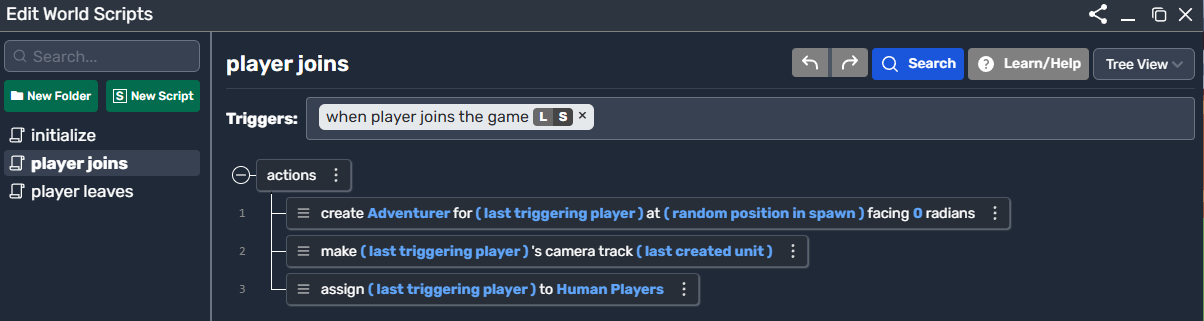 Edit World Scripts
Search...
New Folder
S New Script
initialize
player joins
player leaves
player joins
Search
? Learn/Help
Tree View
Triggers: when player joins the game L S ×
actions
1 create Adventurer for ( last triggering player ) at ( random position in spawn ) facing 0 radians
2 make ( last triggering player ) 's camera track ( last created unit )
3 assign ( last triggering player ) to Human Players